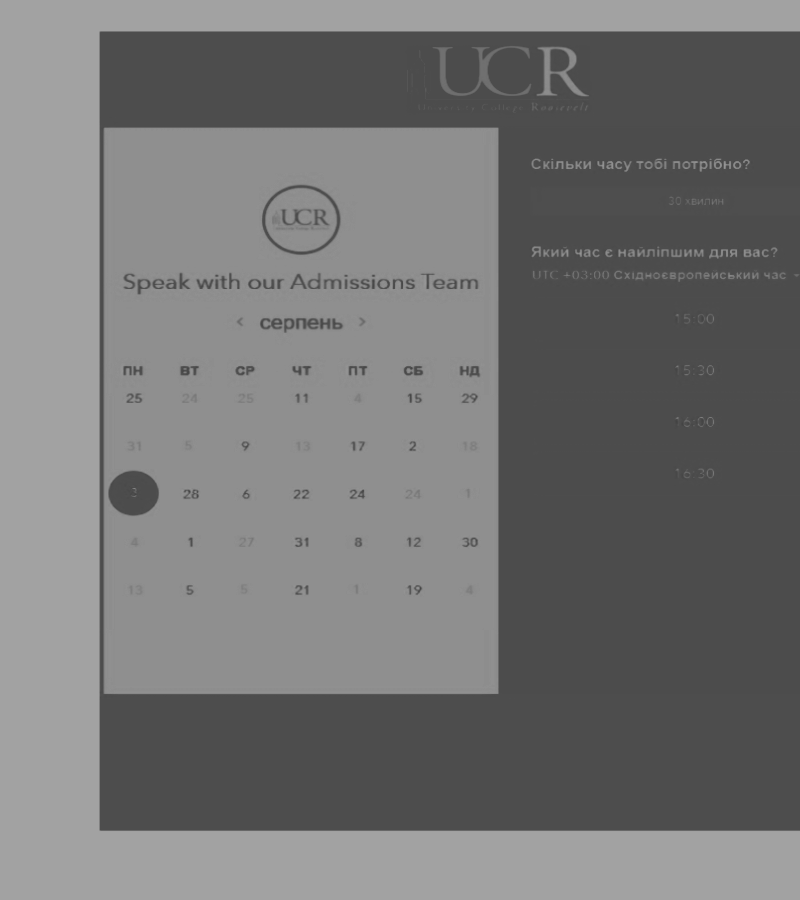 UCR
University College Roosevelt
UCR
Speak with our Admissions Team
‹ серпень ›
ПН ВТ СР ЧТ ПТ СБ НД
25 24 25 11 4 15 29
31 5 9 13 17 2 18
3 28 6 22 24 24 1
4 1 27 31 8 12 30
13 5 5 21 1 19 4
Скільки часу тобі потрібно?
30 хвилин
Який час є найліпшим для вас?
UTC +03:00 Східноєвропейський час
15:00
15:30
16:00
16:30